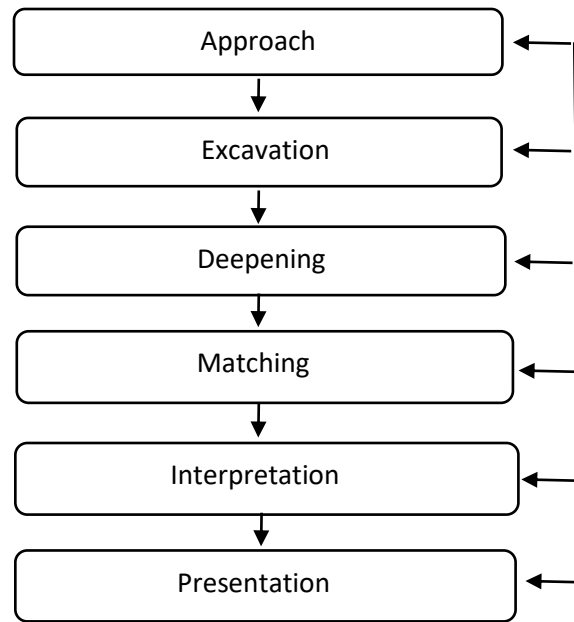 Approach
Excavation
Deepening
Matching
Interpretation
Presentation